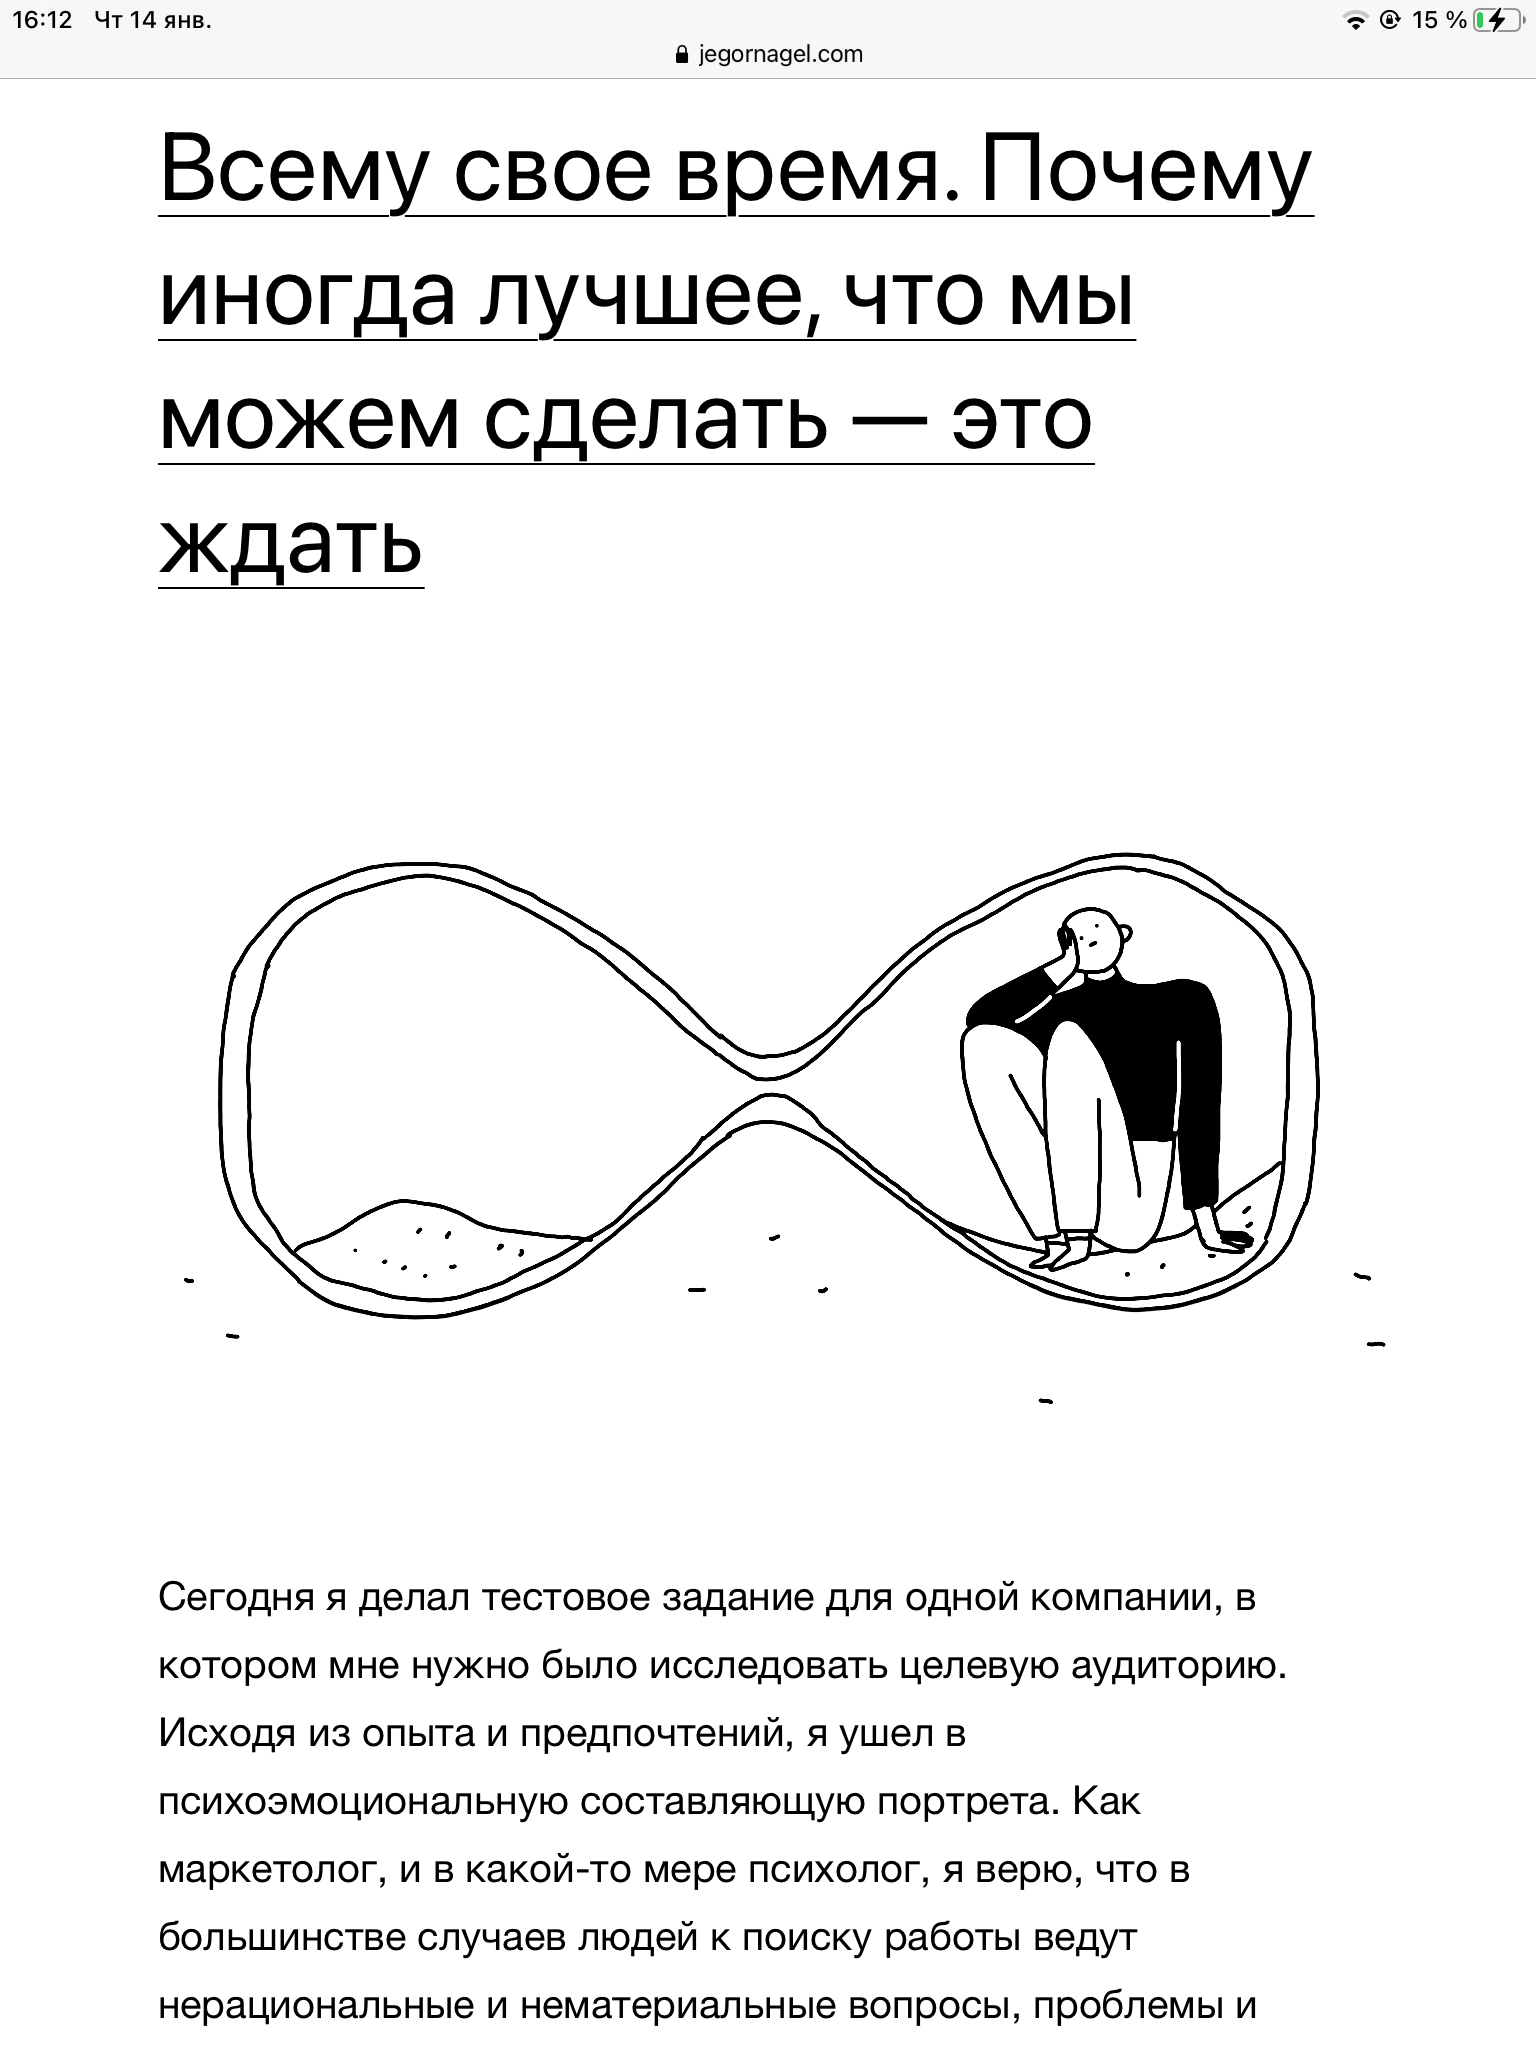 16:12 Чт 14 янв. 15 %
jegornagel.com
Всему свое время. Почему
иногда лучшее, что мы
можем сделать — это
ждать
Сегодня я делал тестовое задание для одной компании, в
котором мне нужно было исследовать целевую аудиторию.
Исходя из опыта и предпочтений, я ушел в
психоэмоциональную составляющую портрета. Как
маркетолог, и в какой-то мере психолог, я верю, что в
большинстве случаев людей к поиску работы ведут
нерациональные и нематериальные вопросы, проблемы и